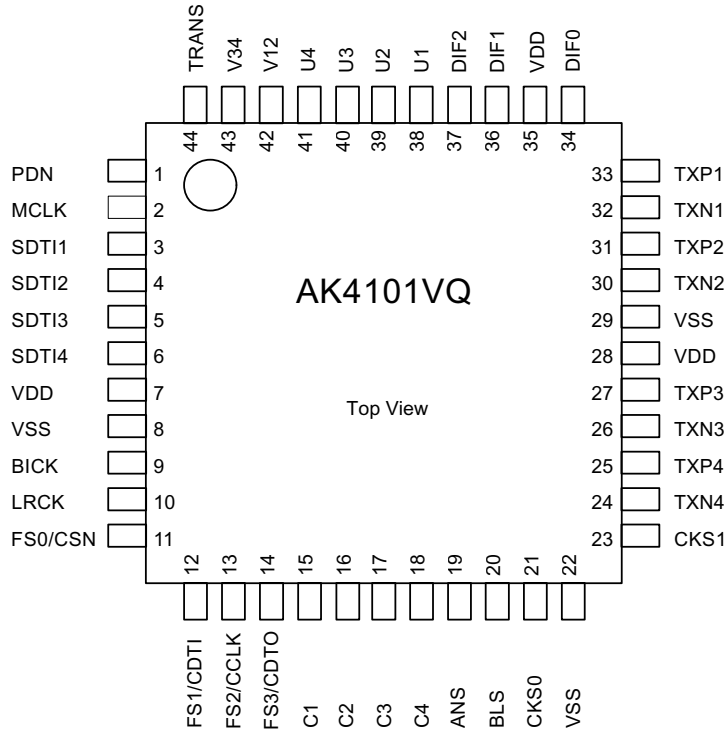 TRANS V34 V12 U4 U3 U2 U1 DIF2 DIF1 VDD DIF0
44 43 42 41 40 39 38 37 36 35 34
PDN 1 33 TXP1
MCLK 2 32 TXN1
SDTI1 3 31 TXP2
SDTI2 4 30 TXN2
AK4101VQ
SDTI3 5 29 VSS
SDTI4 6 28 VDD
VDD 7 27 TXP3
Top View
VSS 8 26 TXN3
BICK 9 25 TXP4
LRCK 10 24 TXN4
FS0/CSN 11 23 CKS1
12 13 14 15 16 17 18 19 20 21 22
FS1/CDTI FS2/CCLK FS3/CDTO C1 C2 C3 C4 ANS BLS CKS0 VSS